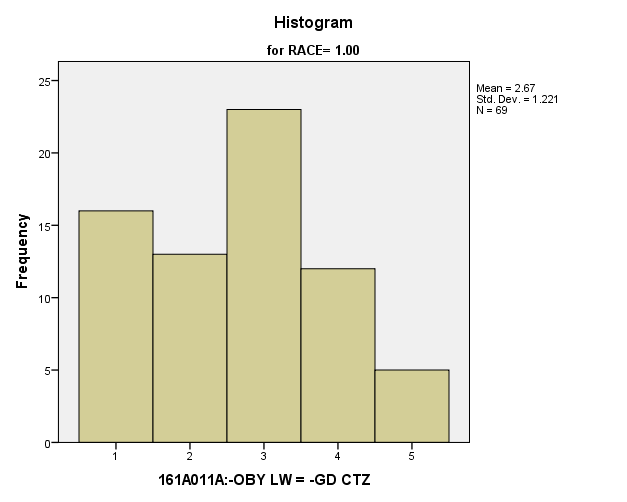 Histogram
for RACE= 1.00
Mean = 2.67
Std. Dev. = 1.221
N = 69
Frequency
25
20
15
10
5
0
1 2 3 4 5
161A011A:-OBY LW = -GD CTZ